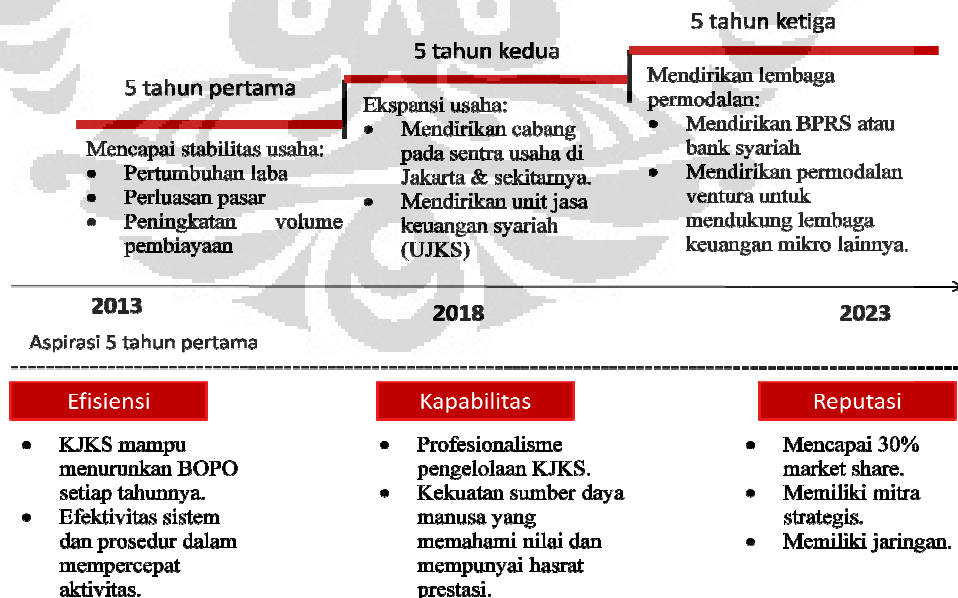 5 tahun pertama
Mencapai stabilitas usaha:
• Pertumbuhan laba
• Perluasan pasar
• Peningkatan volume
pembiayaan
5 tahun kedua
Ekspansi usaha:
• Mendirikan cabang
pada sentra usaha di
Jakarta & sekitarnya.
• Mendirikan unit jasa
keuangan syariah
(UJKS)
5 tahun ketiga
Mendirikan lembaga
permodalan:
• Mendirikan BPRS atau
bank syariah
• Mendirikan permodalan
ventura untuk
mendukung lembaga
keuangan mikro lainnya.
2013
2018
2023
Aspirasi 5 tahun pertama
Efisiensi
• KJKS mampu
menurunkan BOPO
setiap tahunnya.
• Efektivitas sistem
dan prosedur dalam
mempercepat
aktivitas.
Kapabilitas
• Profesionalisme
pengelolaan KJKS.
• Kekuatan sumber daya
manusa yang
memahami nilai dan
mempunyai hasrat
prestasi.
Reputasi
• Mencapai 30%
market share.
• Memiliki mitra
strategis.
• Memiliki jaringan.